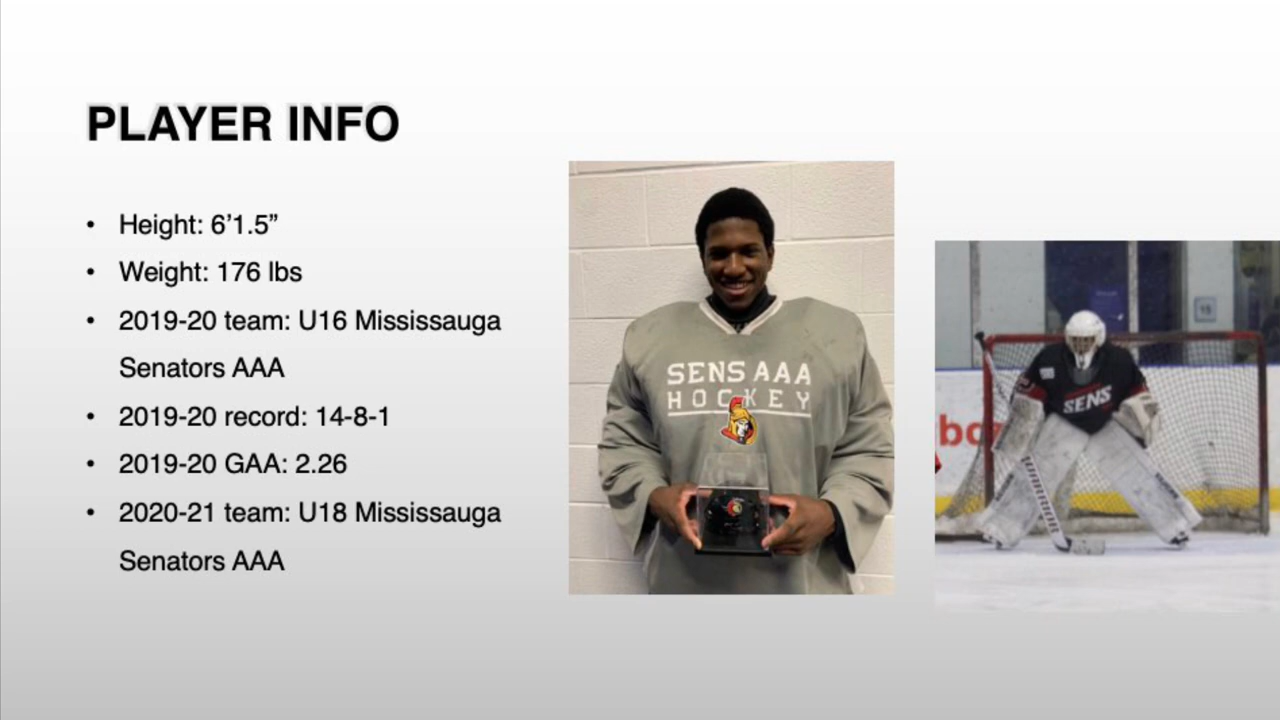 PLAYER INFO
• Height: 6’1.5”
• Weight: 176 lbs
• 2019-20 team: U16 Mississauga
Senators AAA
• 2019-20 record: 14-8-1
• 2019-20 GAA: 2.26
• 2020-21 team: U18 Mississauga
Senators AAA
SENS AAA
HOCKEY
SENS